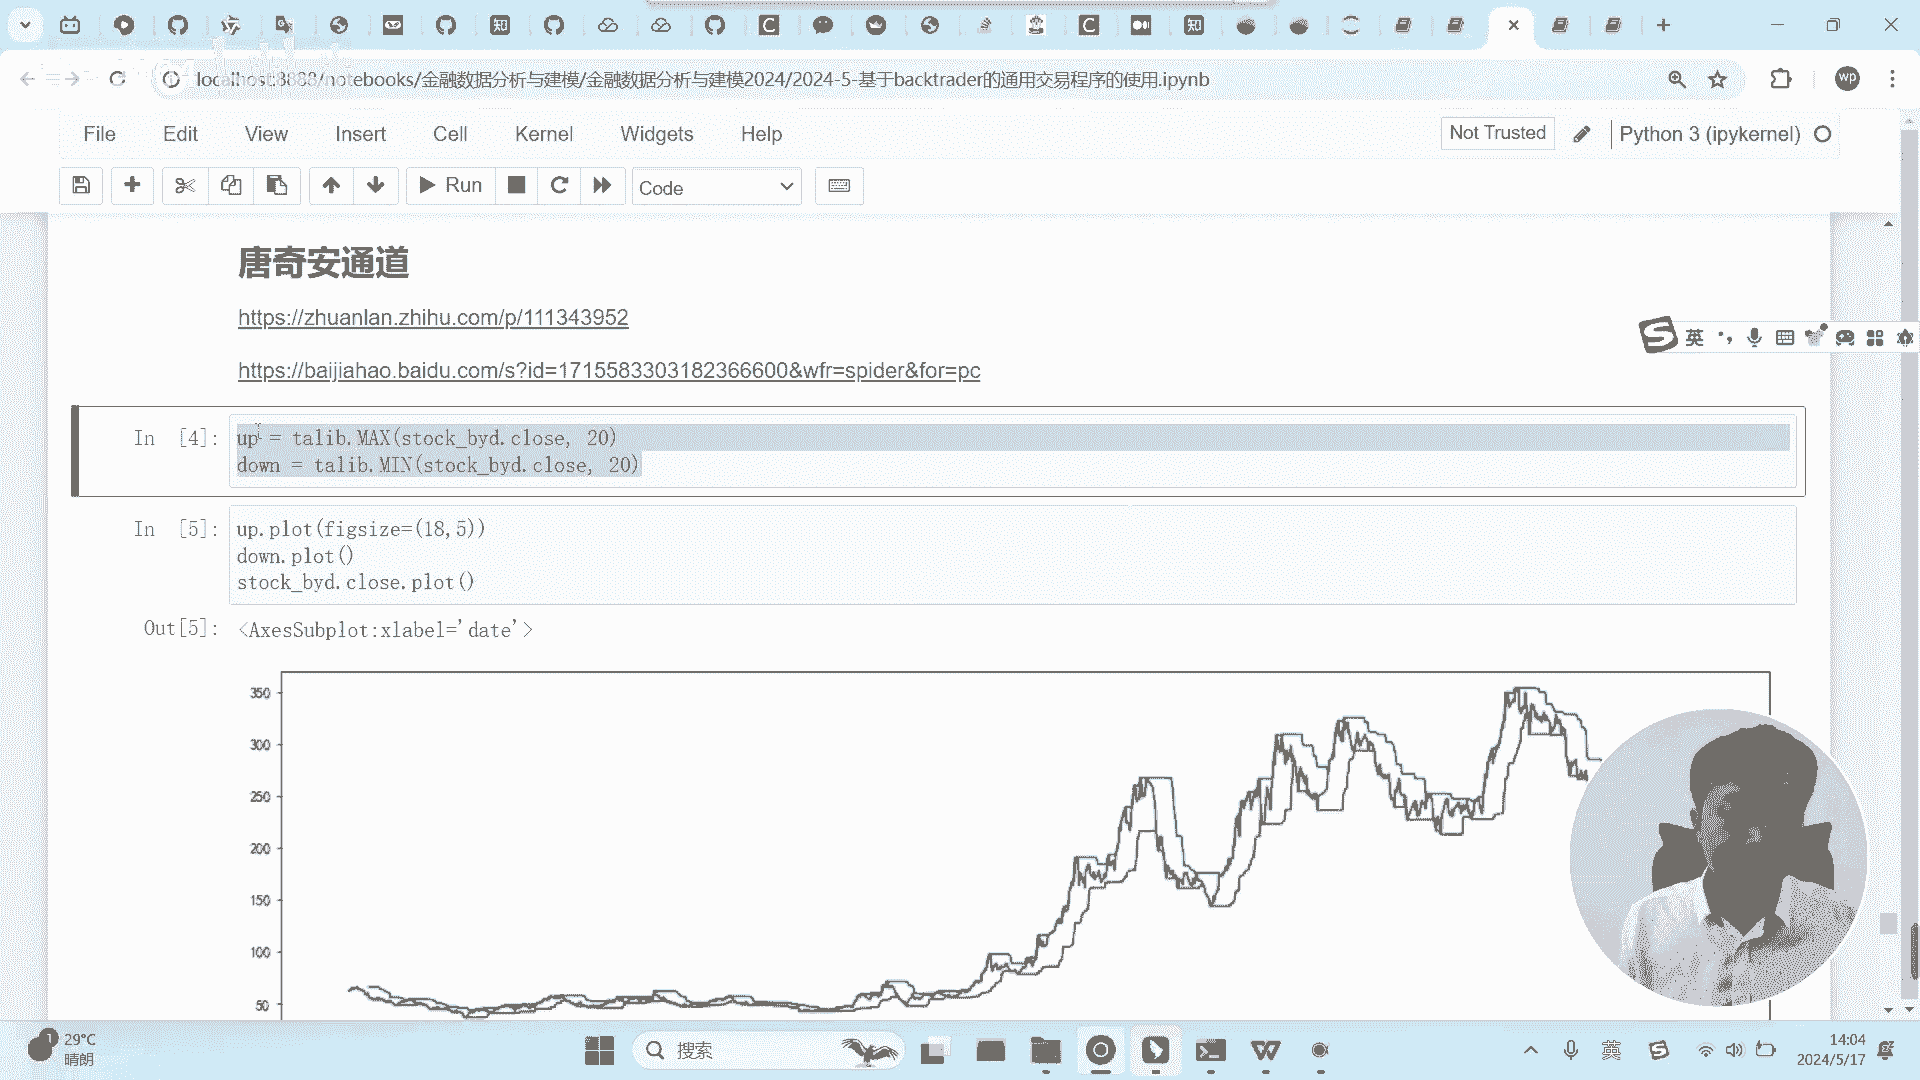 wp
localhost:8888/notebooks/金融数据分析与建模/金融数据分析与建模2024/2024-5-基于backtrader的通用交易程序的使用.ipynb
File Edit View Insert Cell Kernel Widgets Help
Not Trusted Python 3 (ipykernel)
Run Code
唐奇安通道
https://zhuanlan.zhihu.com/p/111343952
https://baijiahao.baidu.com/s?id=1715583303182366600&wfr=spider&for=pc
英
In [4]: up = talib.MAX(stock_byd.close, 20)
down = talib.MIN(stock_byd.close, 20)
In [5]: up.plot(figsize=(18,5))
down.plot()
stock_byd.close.plot()
Out[5]: <AxesSubplot:xlabel='date'>
350
300
250
200
150
100
50
1
29°C
晴朗
搜索
英
14:04
2024/5/17